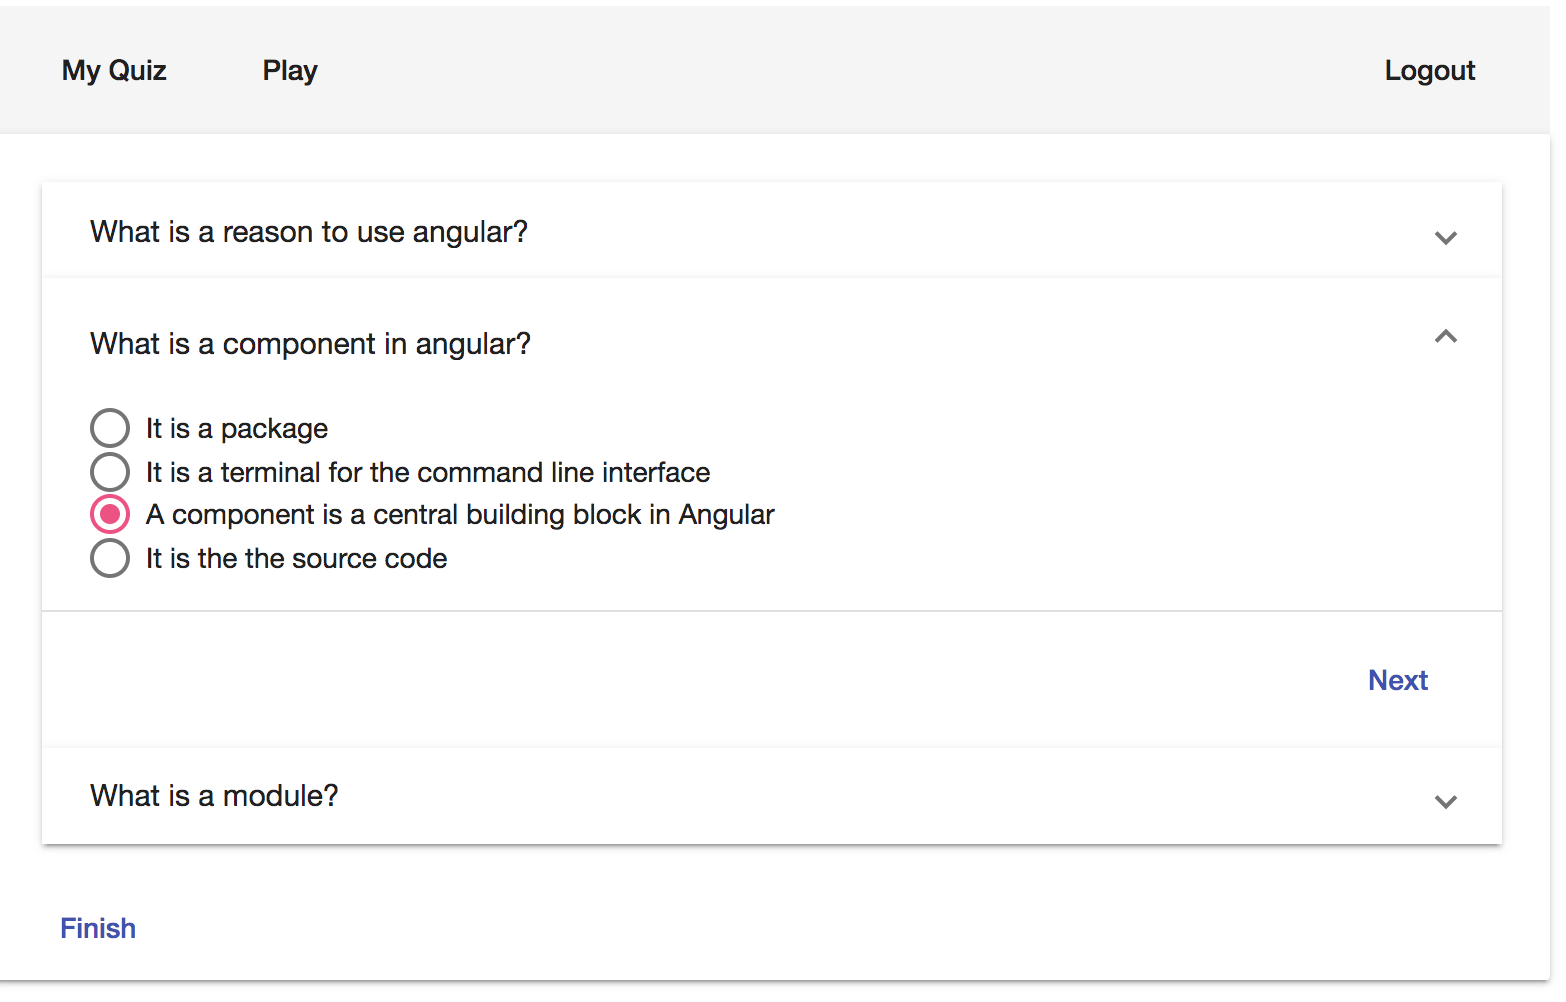 My Quiz Play Logout
What is a reason to use angular?
What is a component in angular?
It is a package
It is a terminal for the command line interface
A component is a central building block in Angular
It is the the source code
Next
What is a module?
Finish